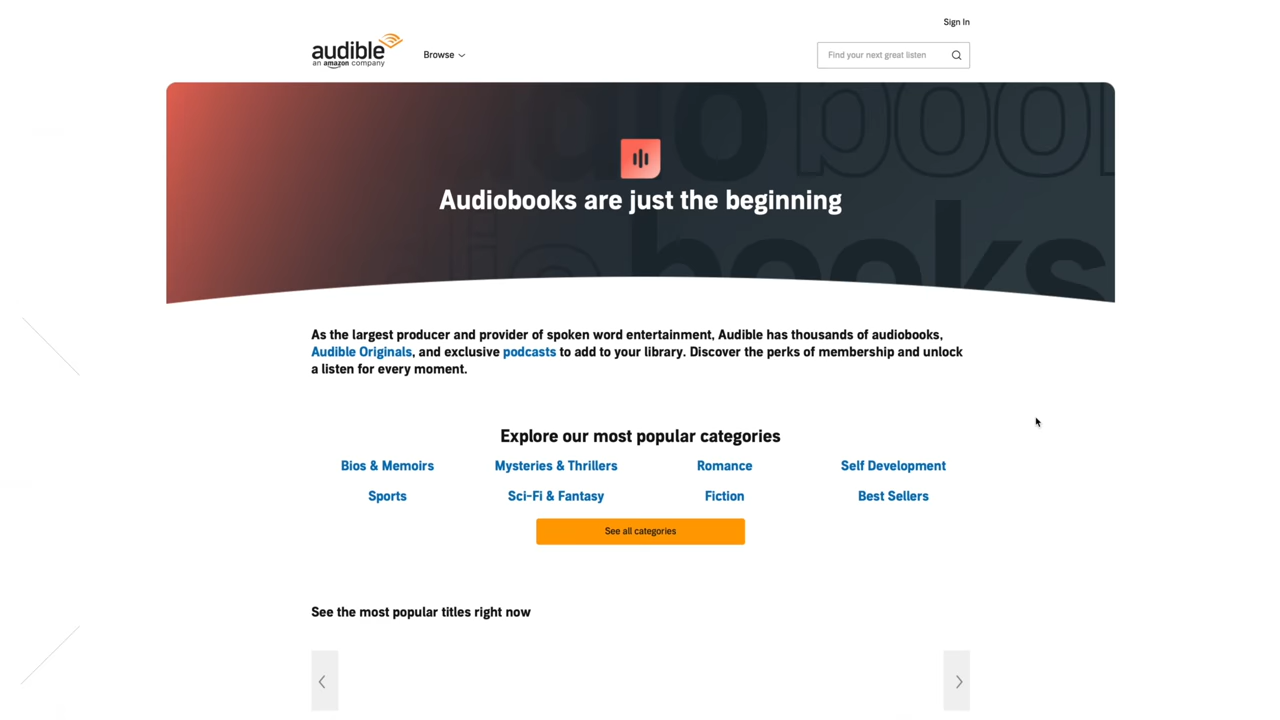 Sign In
audible
an amazon company
Browse
Find your next great listen
Audiobooks are just the beginning
As the largest producer and provider of spoken word entertainment, Audible has thousands of audiobooks,
Audible Originals, and exclusive podcasts to add to your library. Discover the perks of membership and unlock
a listen for every moment.
Explore our most popular categories
Bios & Memoirs
Mysteries & Thrillers
Romance
Self Development
Sports
Sci-Fi & Fantasy
Fiction
Best Sellers
See all categories
See the most popular titles right now